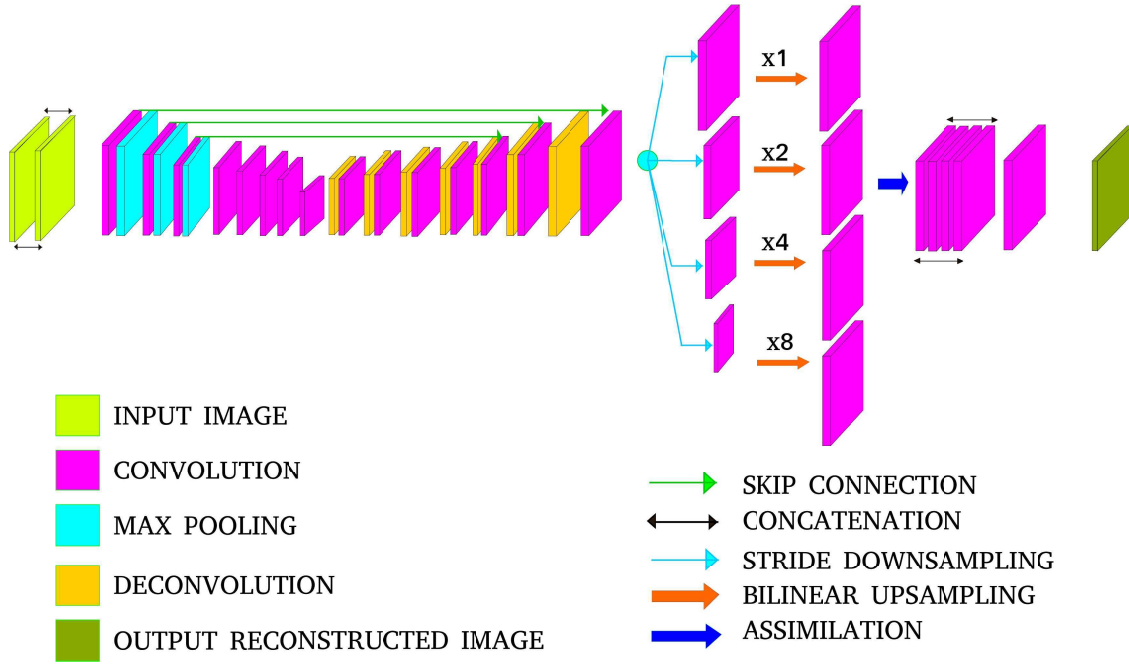 x1
x2
x4
x8
INPUT IMAGE
CONVOLUTION
MAX POOLING
DECONVOLUTION
OUTPUT RECONSTRUCTED IMAGE
SKIP CONNECTION
CONCATENATION
STRIDE DOWNSAMPLING
BILINEAR UPSAMPLING
ASSIMILATION